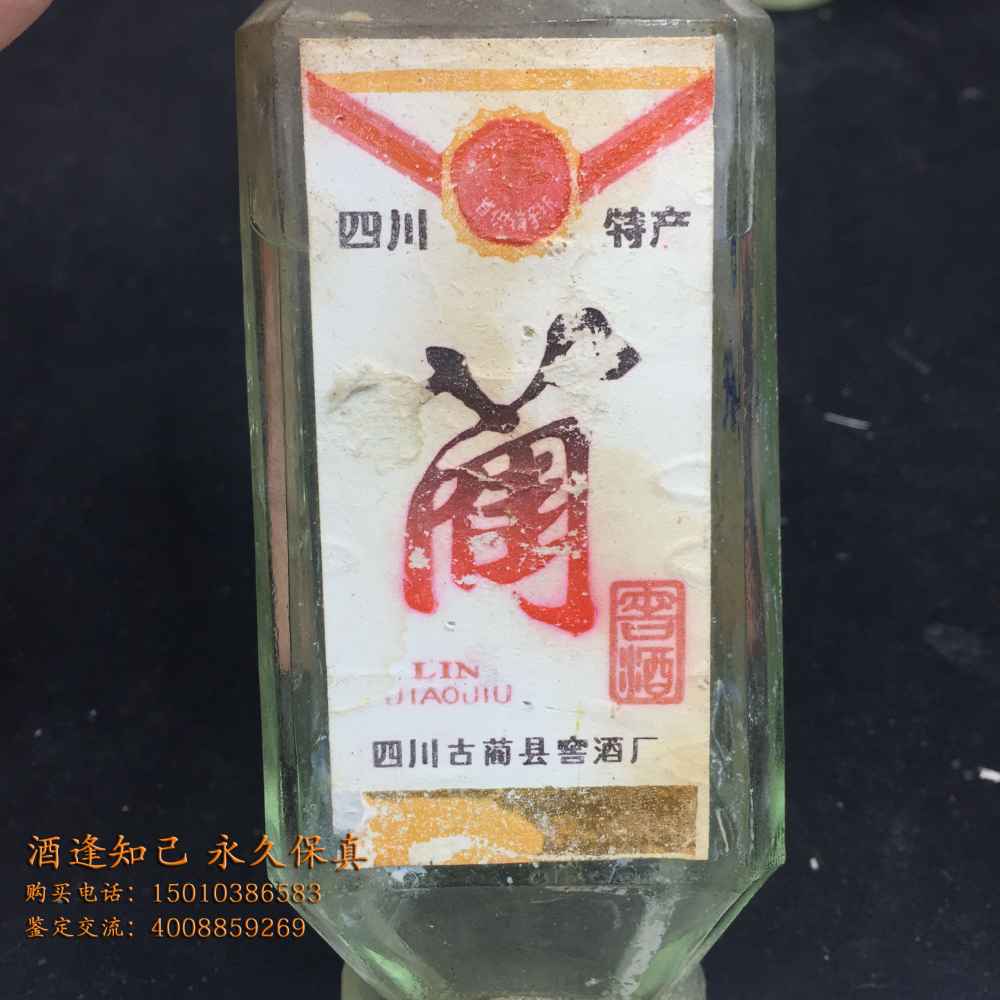 四川 特产
蔺
LIN
JIAOJIU
窖酒
四川古蔺县窖酒厂
酒逢知己 永久保真
购买电话：15010386583
鉴定交流：4008859269